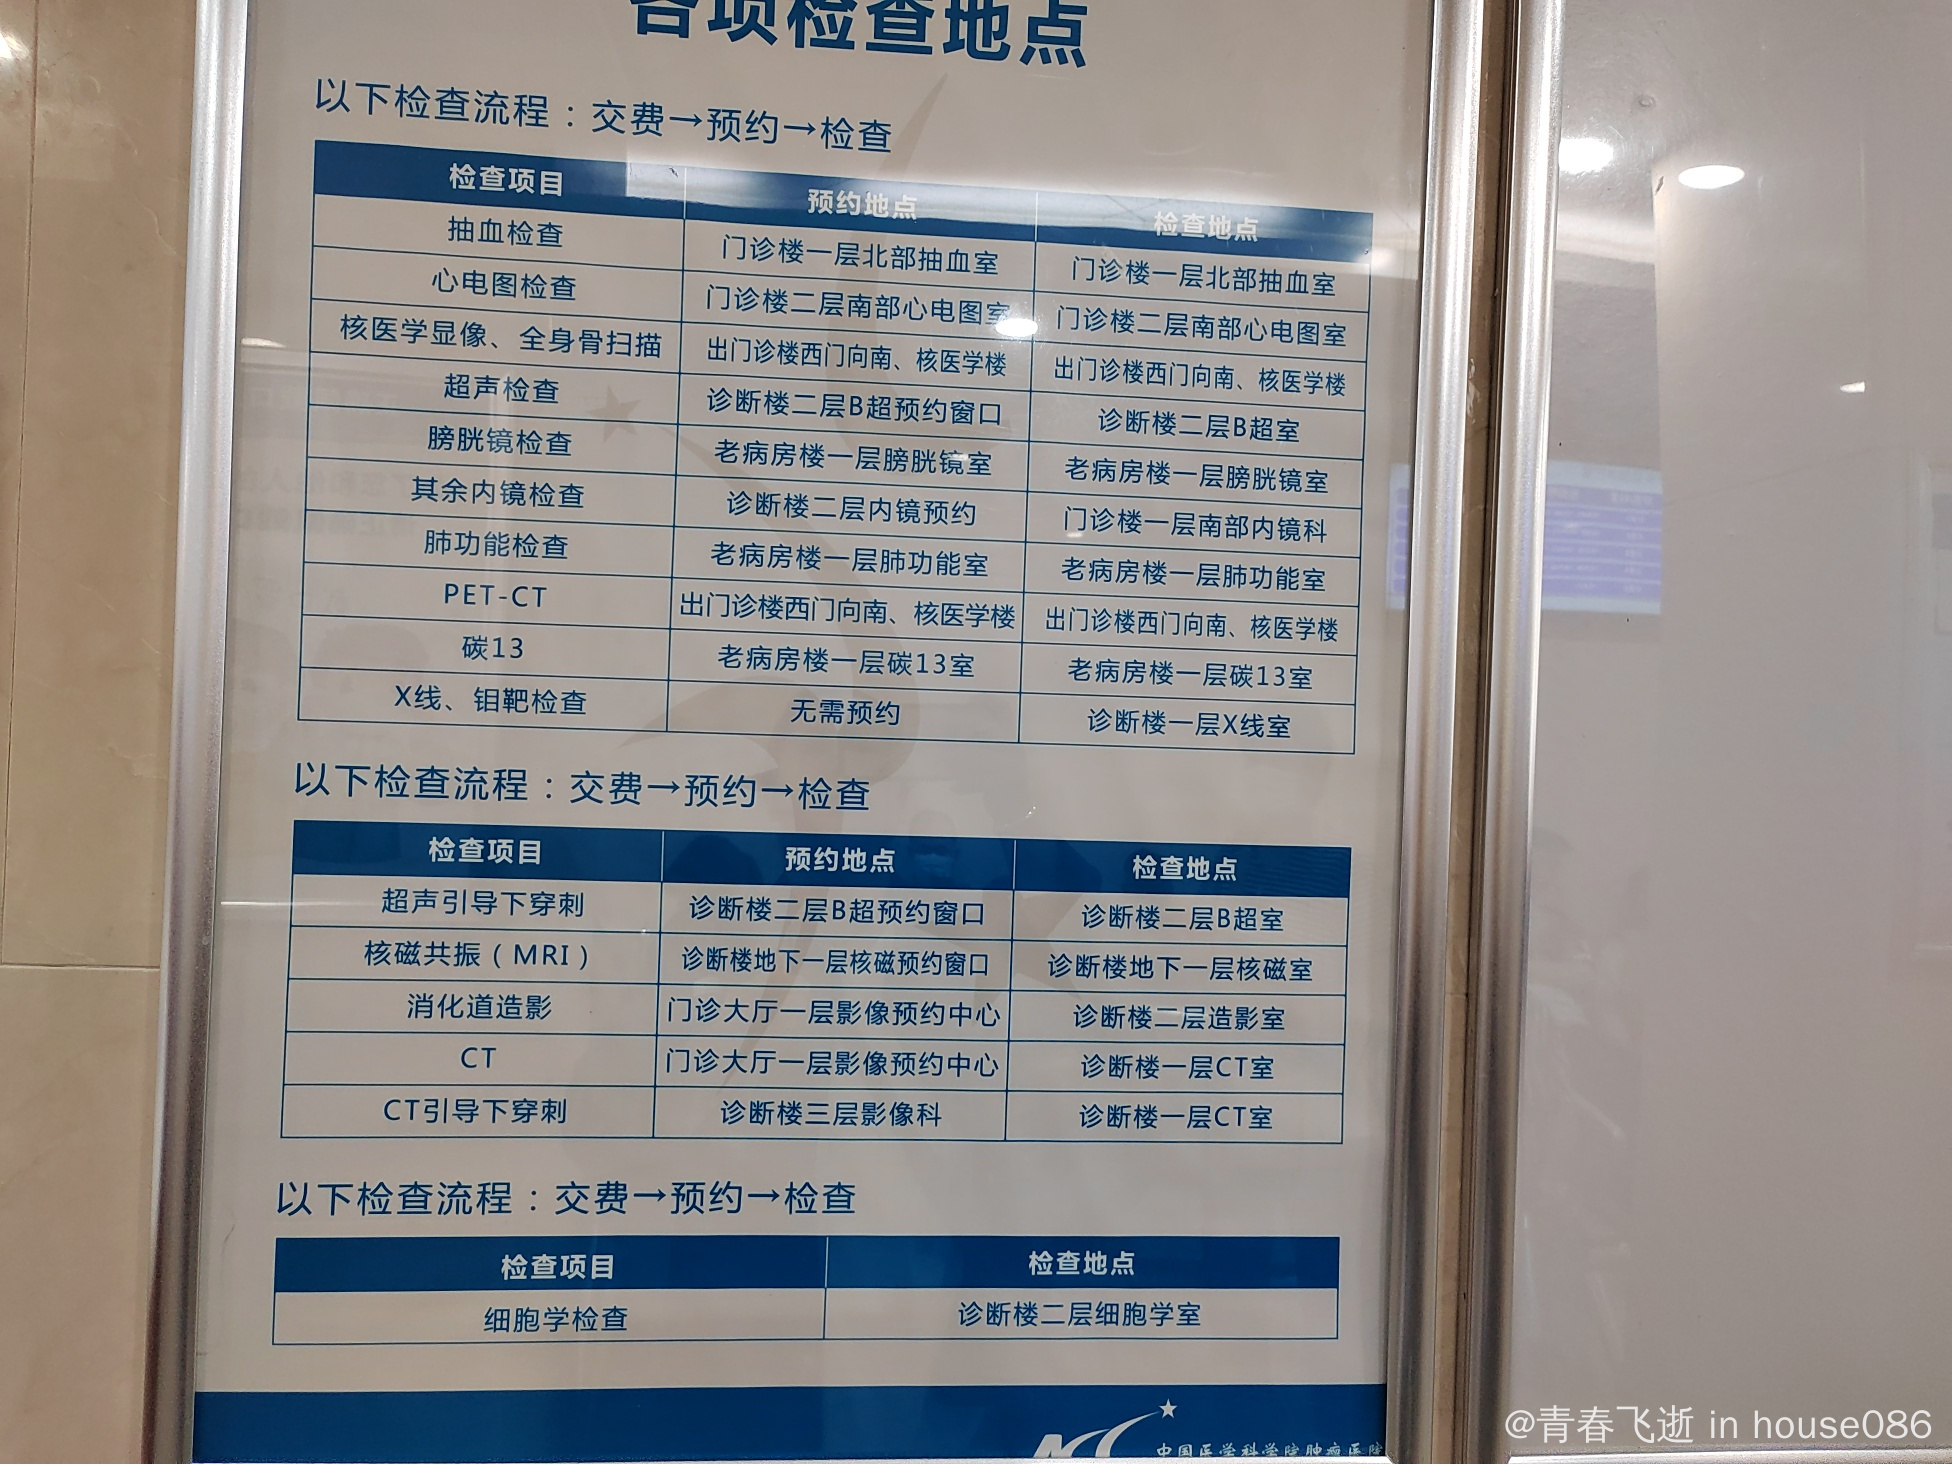 各项检查地点
以下检查流程：交费→预约→检查
检查项目 预约地点 检查地点
抽血检查 门诊楼一层北部抽血室 门诊楼一层北部抽血室
心电图检查 门诊楼二层南部心电图室 门诊楼二层南部心电图室
核医学显像、全身骨扫描 出门诊楼西门向南、核医学楼 出门诊楼西门向南、核医学楼
超声检查 诊断楼二层B超预约窗口 诊断楼二层B超室
膀胱镜检查 老病房楼一层膀胱镜室 老病房楼一层膀胱镜室
其余内镜检查 诊断楼二层内镜预约 门诊楼一层南部内镜科
肺功能检查 老病房楼一层肺功能室 老病房楼一层肺功能室
PET-CT 出门诊楼西门向南、核医学楼 出门诊楼西门向南、核医学楼
碳13 老病房楼一层碳13室 老病房楼一层碳13室
X线、钼靶检查 无需预约 诊断楼一层X线室
以下检查流程：交费→预约→检查
检查项目 预约地点 检查地点
超声引导下穿刺 诊断楼二层B超预约窗口 诊断楼二层B超室
核磁共振（MRI） 诊断楼地下一层核磁预约窗口 诊断楼地下一层核磁室
消化道造影 门诊大厅一层影像预约中心 诊断楼二层造影室
CT 门诊大厅一层影像预约中心 诊断楼一层CT室
CT引导下穿刺 诊断楼三层影像科 诊断楼一层CT室
以下检查流程：交费→预约→检查
检查项目 检查地点
细胞学检查 诊断楼二层细胞学室
中国医学科学院肿瘤医院
@青春飞逝 in house086